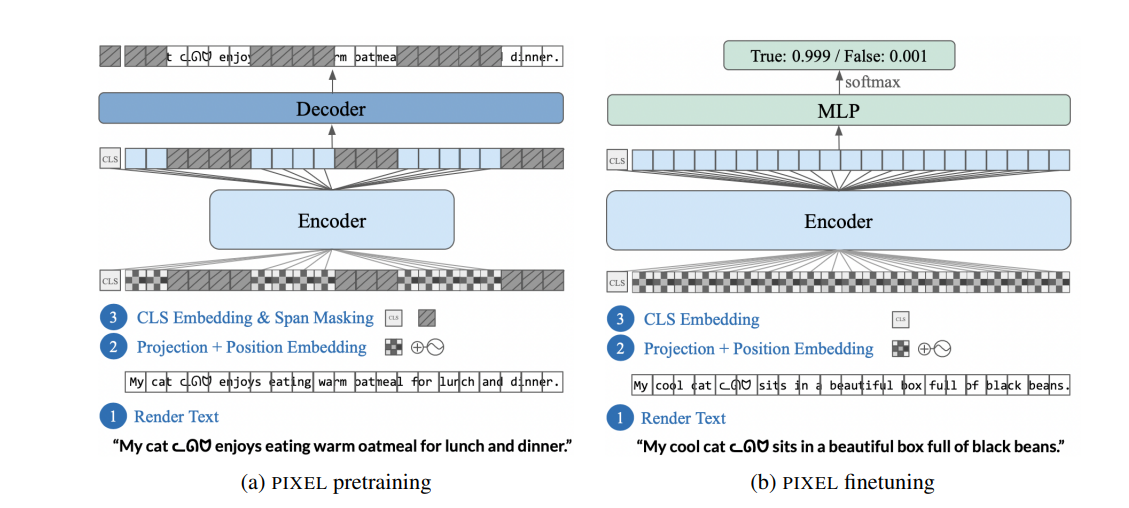 t ᓚᘏᗢ enjoy rm oatmea dinner.
Decoder
CLS
Encoder
CLS
3 CLS Embedding & Span Masking CLS
2 Projection + Position Embedding
My cat ᓚᘏᗢ enjoys eating warm oatmeal for lunch and dinner.
1 Render Text
“My cat ᓚᘏᗢ enjoys eating warm oatmeal for lunch and dinner.”
(a) PIXEL pretraining
True: 0.999 / False: 0.001
softmax
MLP
CLS
Encoder
CLS
3 CLS Embedding CLS
2 Projection + Position Embedding
My cool cat ᓚᘏᗢ sits in a beautiful box full of black beans.
1 Render Text
“My cool cat ᓚᘏᗢ sits in a beautiful box full of black beans.”
(b) PIXEL finetuning